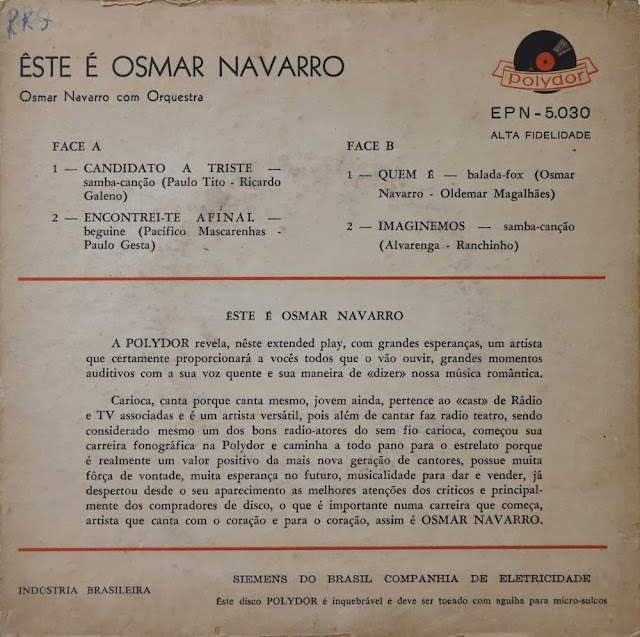 RRG
ÊSTE É OSMAR NAVARRO
Osmar Navarro com Orquestra
Polydor
EPN - 5.030
ALTA FIDELIDADE
FACE A
1 — CANDIDATO A TRISTE —
samba-canção (Paulo Tito - Ricardo
Galeno)
2 — ENCONTREI-TE AFINAL —
beguine (Pacífico Mascarenhas -
Paulo Gesta)
FACE B
1 — QUEM É — balada-fox (Osmar
Navarro - Oldemar Magalhães)
2 — IMAGINEMOS — samba-canção
(Alvarenga - Ranchinho)
ÊSTE É OSMAR NAVARRO
A POLYDOR revela, nêste extended play, com grandes esperanças, um artista
que certamente proporcionará a vocês todos que o vão ouvir, grandes momentos
auditivos com a sua voz quente e sua maneira de «dizer» nossa música romântica.
Carioca, canta porque canta mesmo, jovem ainda, pertence ao «cast» de Rádio
e TV associadas e é um artista versátil, pois além de cantar faz radio teatro, sendo
considerado mesmo um dos bons radio-atores do sem fio carioca, começou sua
carreira fonográfica na Polydor e caminha a todo pano para o estrelato porque
é realmente um valor positivo da mais nova geração de cantores, possue muita
fôrça de vontade, muita esperança no futuro, musicalidade para dar e vender, já
despertou desde o seu aparecimento as melhores atenções dos críticos e principal-
mente dos compradores de disco, o que é importante numa carreira que começa,
artista que canta com o coração e para o coração, assim é OSMAR NAVARRO.
INDÚSTRIA BRASILEIRA
SIEMENS DO BRASIL COMPANHIA DE ELETRICIDADE
Êste disco POLYDOR é inquebrável e deve ser tocado com agulha para micro-sulcos